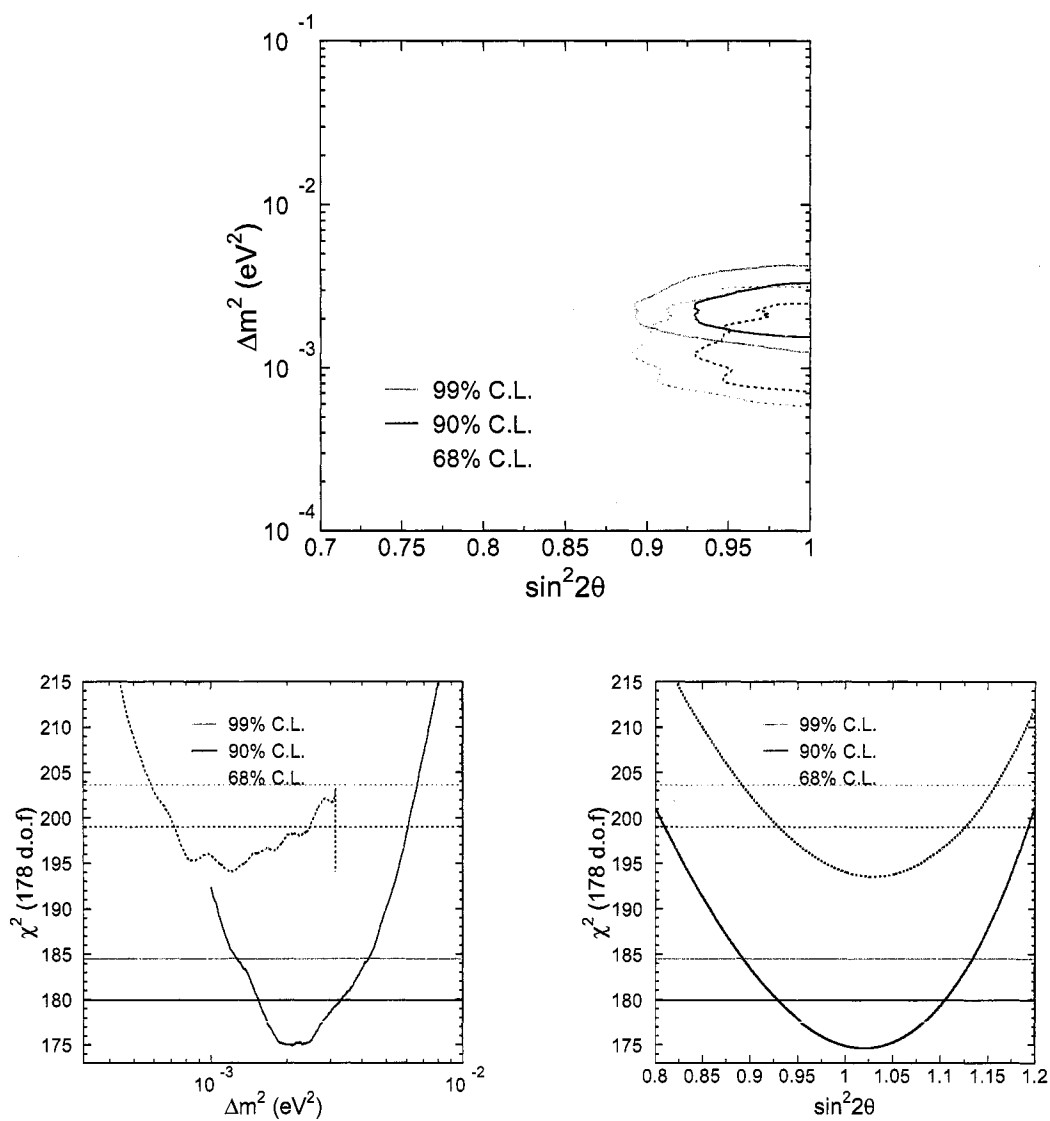 10⁻¹
10⁻²
10⁻³
10⁻⁴
Δm² (eV²)
99% C.L.
90% C.L.
68% C.L.
0.7 0.75 0.8 0.85 0.9 0.95 1
sin²2θ
215
210
205
200
195
190
185
180
175
χ² (178 d.o.f)
99% C.L.
90% C.L.
68% C.L.
10⁻³ 10⁻²
Δm² (eV²)
215
210
205
200
195
190
185
180
175
χ² (178 d.o.f)
99% C.L.
90% C.L.
68% C.L.
0.8 0.85 0.9 0.95 1 1.05 1.1 1.15 1.2
sin²2θ